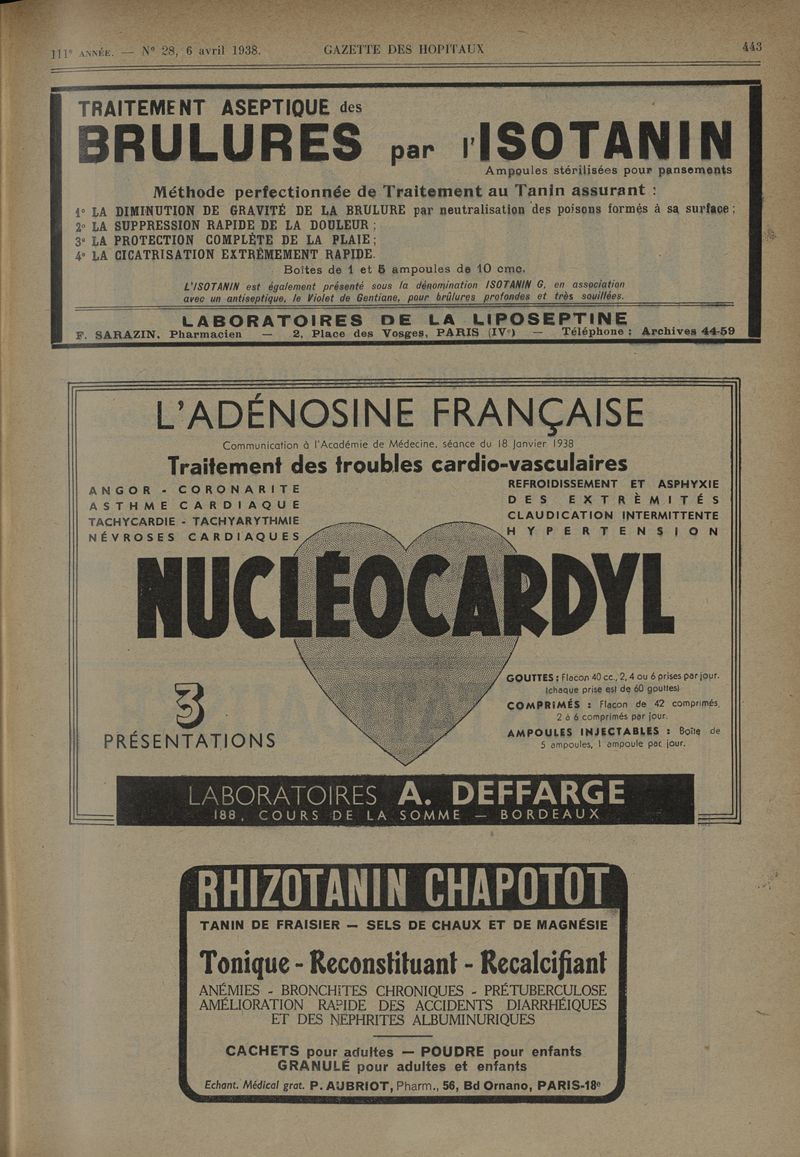 111e ANNÉE. — No 28, 6 avril 1938. GAZETTE DES HOPITAUX 443
TRAITEMENT ASEPTIQUE des
BRULURES par l'ISOTANIN
Ampoules stérilisées pour pansements
Méthode perfectionnée de Traitement au Tanin assurant :
1o LA DIMINUTION DE GRAVITÉ DE LA BRULURE par neutralisation des poisons formés à sa surface;
2o LA SUPPRESSION RAPIDE DE LA DOULEUR;
3o LA PROTECTION COMPLÈTE DE LA PLAIE;
4o LA CICATRISATION EXTRÊMEMENT RAPIDE.
Boites de 1 et 5 ampoules de 10 cmc.
L'ISOTANIN est également présenté sous la dénomination ISOTANIN G, en association
avec un antiseptique, le Violet de Gentiane, pour brûlures profondes et très souillées.
LABORATOIRES DE LA LIPOSEPTINE
F. SARAZIN, Pharmacien — 2, Place des Vosges, PARIS (IVe) — Téléphone : Archives 44-59
L'ADÉNOSINE FRANÇAISE
Communication à l'Académie de Médecine, séance du 18 Janvier 1938
Traitement des troubles cardio-vasculaires
ANGOR - CORONARITE
ASTHME CARDIAQUE
TACHYCARDIE - TACHYARYTHMIE
NÉVROSES CARDIAQUES
REFROIDISSEMENT ET ASPHYXIE
DES EXTRÈMITÉS
CLAUDICATION INTERMITTENTE
HYPERTENSION
NUCLÉOCARDYL
3
PRÉSENTATIONS
GOUTTES : Flacon 40 cc., 2, 4 ou 6 prises par jour.
(chaque prise est de 60 gouttes)
COMPRIMÉS : Flacon de 42 comprimés,
2 à 6 comprimés par jour.
AMPOULES INJECTABLES : Boîte de
5 ampoules, 1 ampoule par jour.
LABORATOIRES A. DEFFARGE
188, COURS DE LA SOMME — BORDEAUX
RHIZOTANIN CHAPOTOT
TANIN DE FRAISIER — SELS DE CHAUX ET DE MAGNÉSIE
Tonique - Reconstituant - Recalcifiant
ANÉMIES - BRONCHITES CHRONIQUES - PRÉTUBERCULOSE
AMÉLIORATION RAPIDE DES ACCIDENTS DIARRHÉIQUES
ET DES NÉPHRITES ALBUMINURIQUES
CACHETS pour adultes — POUDRE pour enfants
GRANULÉ pour adultes et enfants
Echant. Médical grat. P. AUBRIOT, Pharm., 56, Bd Ornano, PARIS-18e